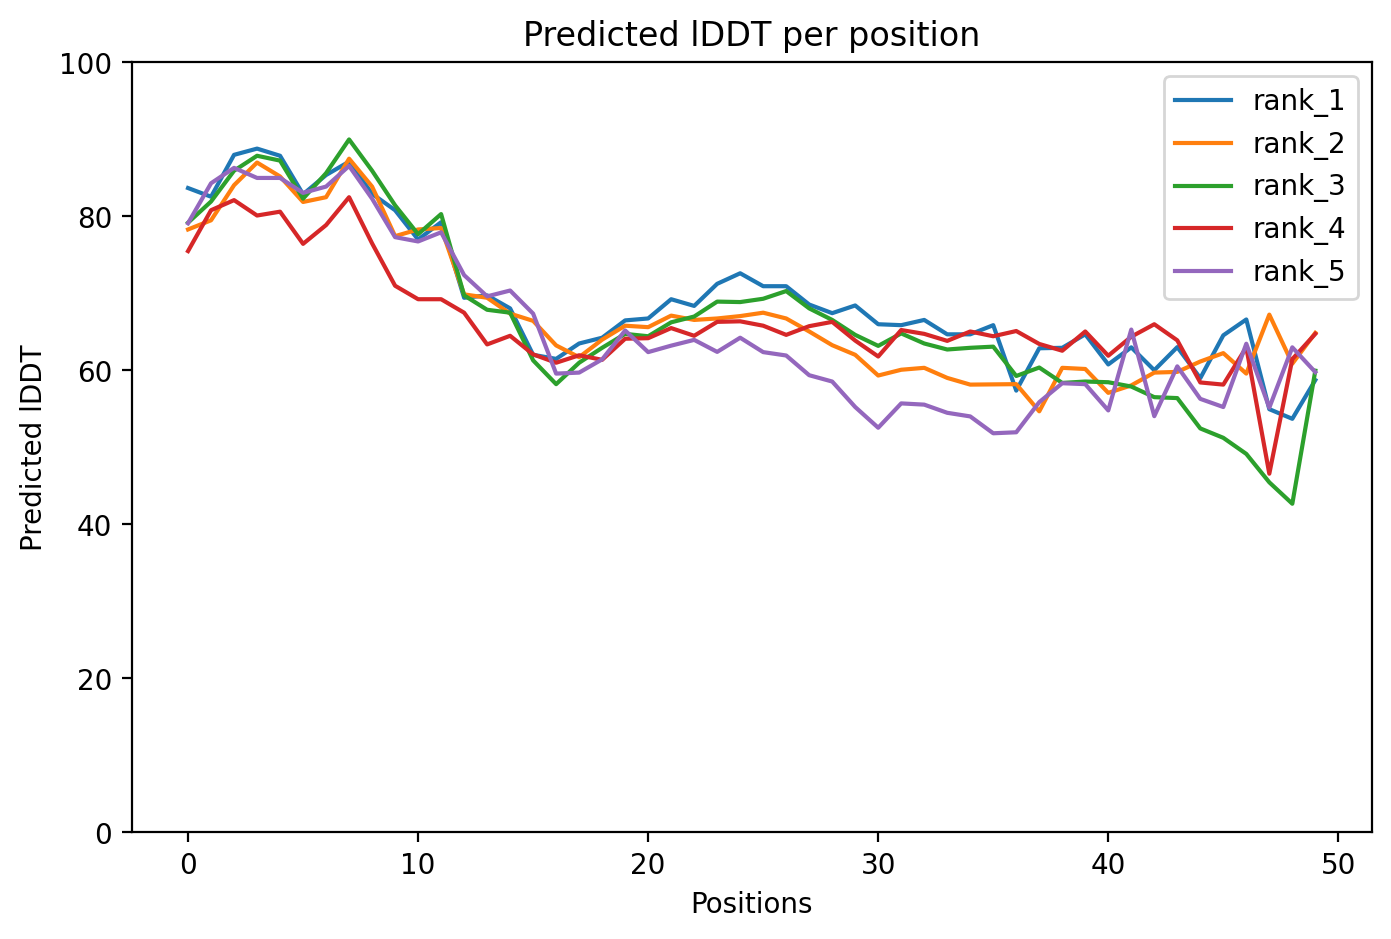 Predicted lDDT per position
Predicted lDDT
100
80
60
40
20
0
0 10 20 30 40 50
Positions
rank_1
rank_2
rank_3
rank_4
rank_5